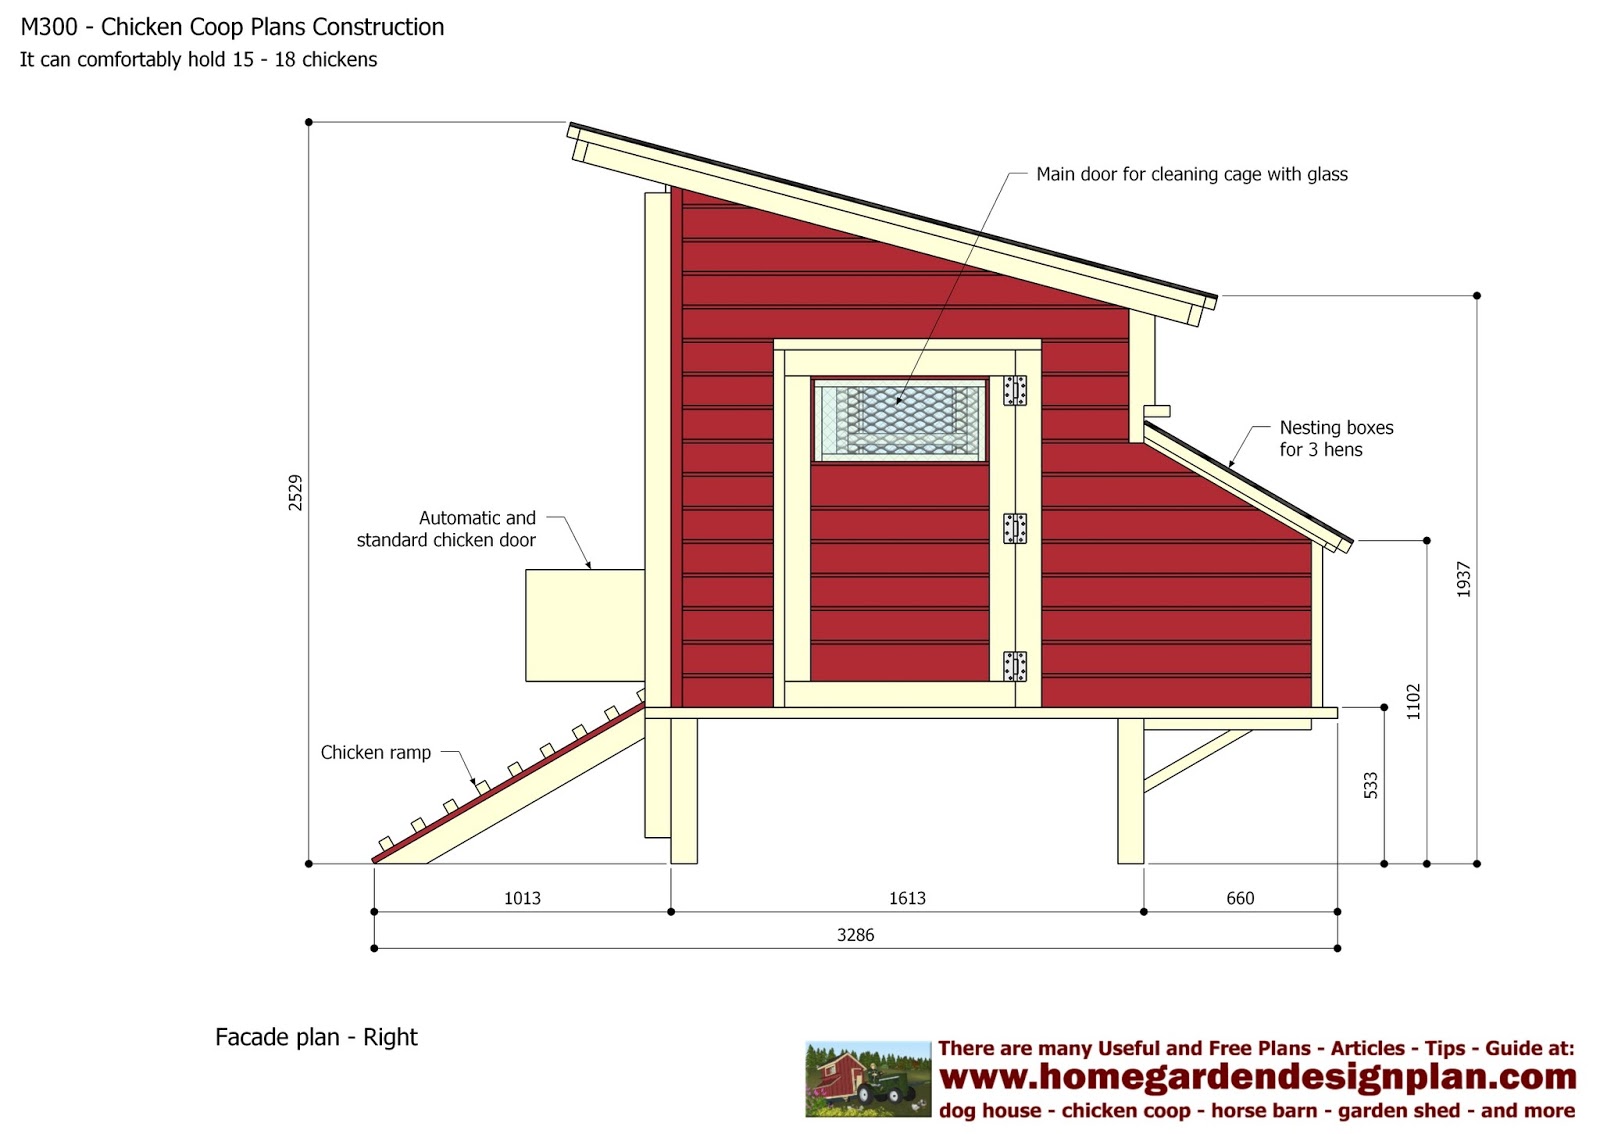 M300 - Chicken Coop Plans Construction
It can comfortably hold 15 - 18 chickens
Main door for cleaning cage with glass
Nesting boxes
for 3 hens
2529
Automatic and
standard chicken door
1937
1102
Chicken ramp
533
1013
1613
660
3286
Facade plan - Right
There are many Useful and Free Plans - Articles - Tips - Guide at:
www.homegardendesignplan.com
dog house - chicken coop - horse barn - garden shed - and more